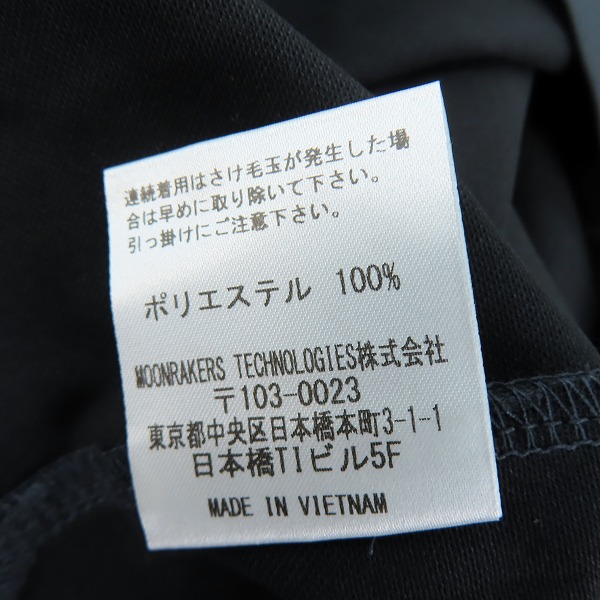 連続着用はさけ毛玉が発生した場
合は早めに取り除いて下さい。
引っ掛けにご注意下さい。
ポリエステル 100%
MOONRAKERS TECHNOLOGIES株式会社
〒103-0023
東京都中央区日本橋本町3-1-1
日本橋TIビル5F
MADE IN VIETNAM